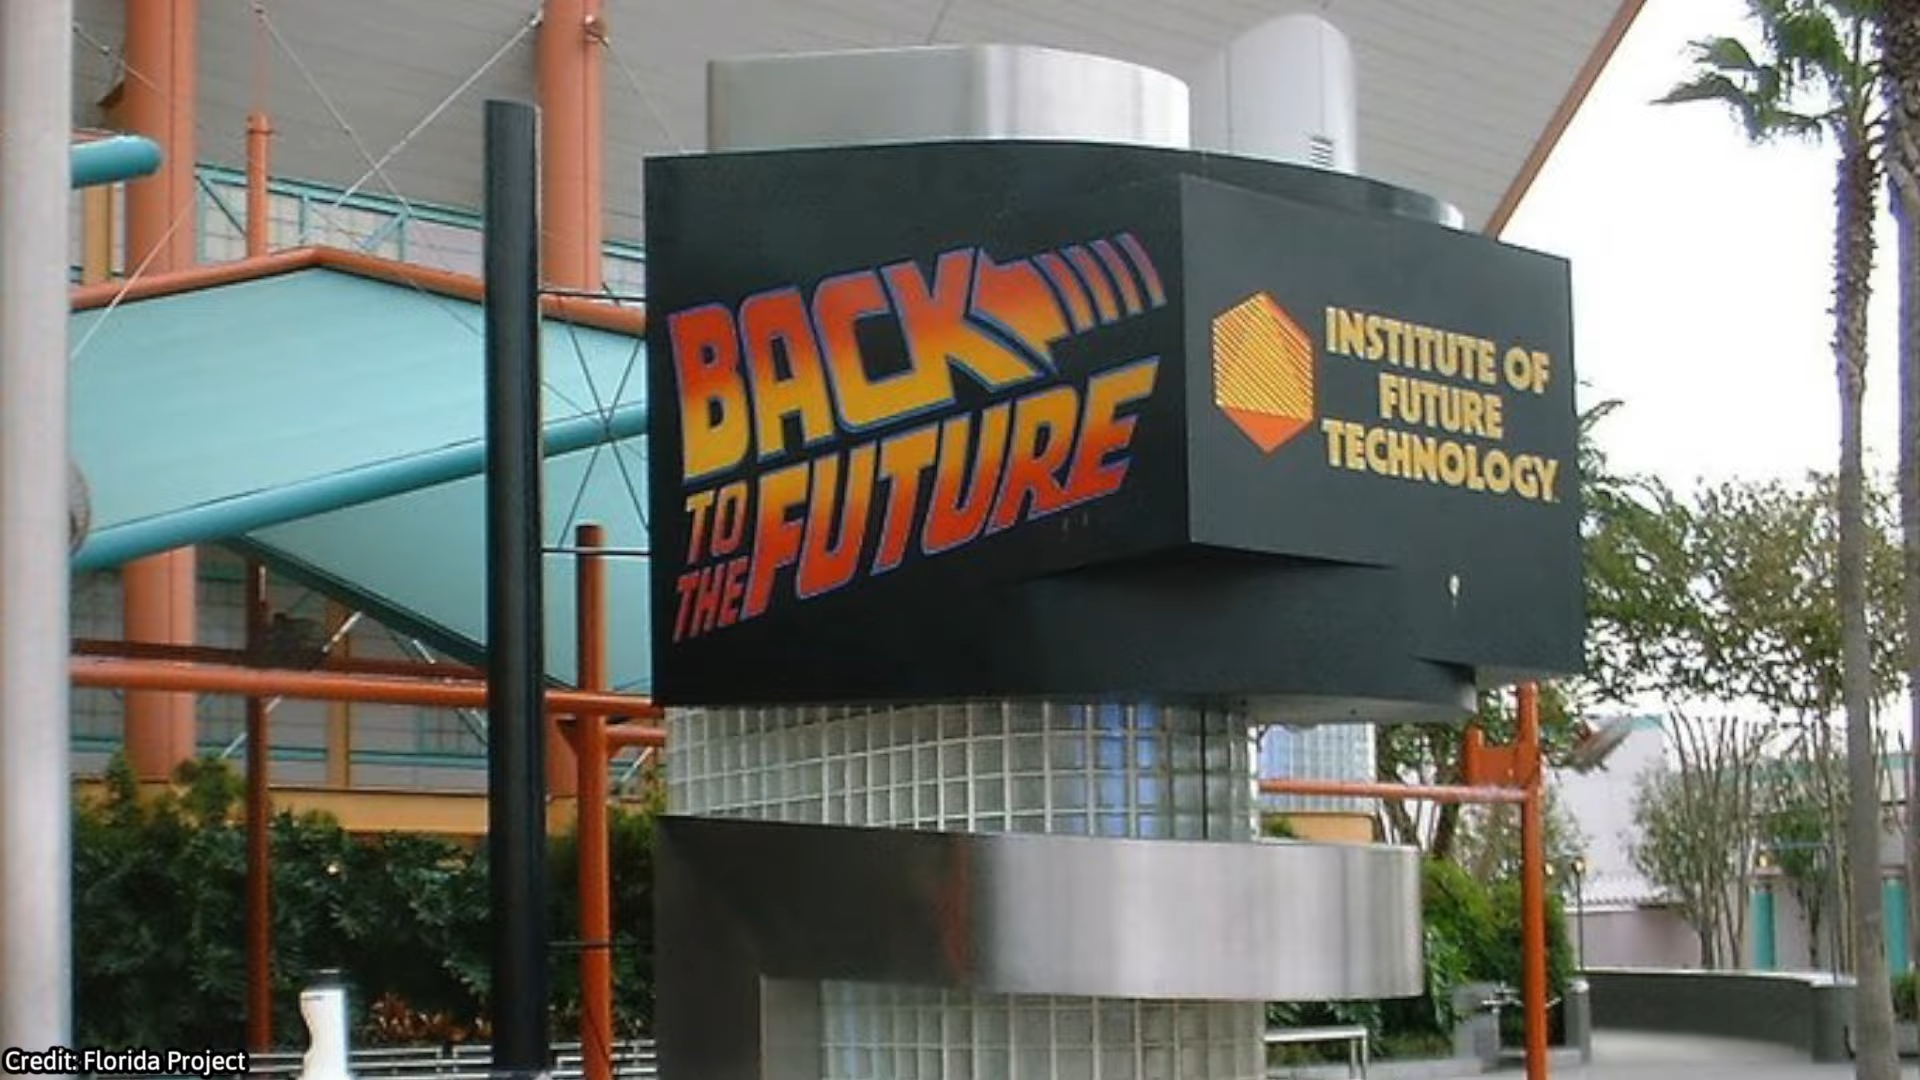 BACK
TO THE FUTURE
INSTITUTE OF
FUTURE
TECHNOLOGY
Credit: Florida Project